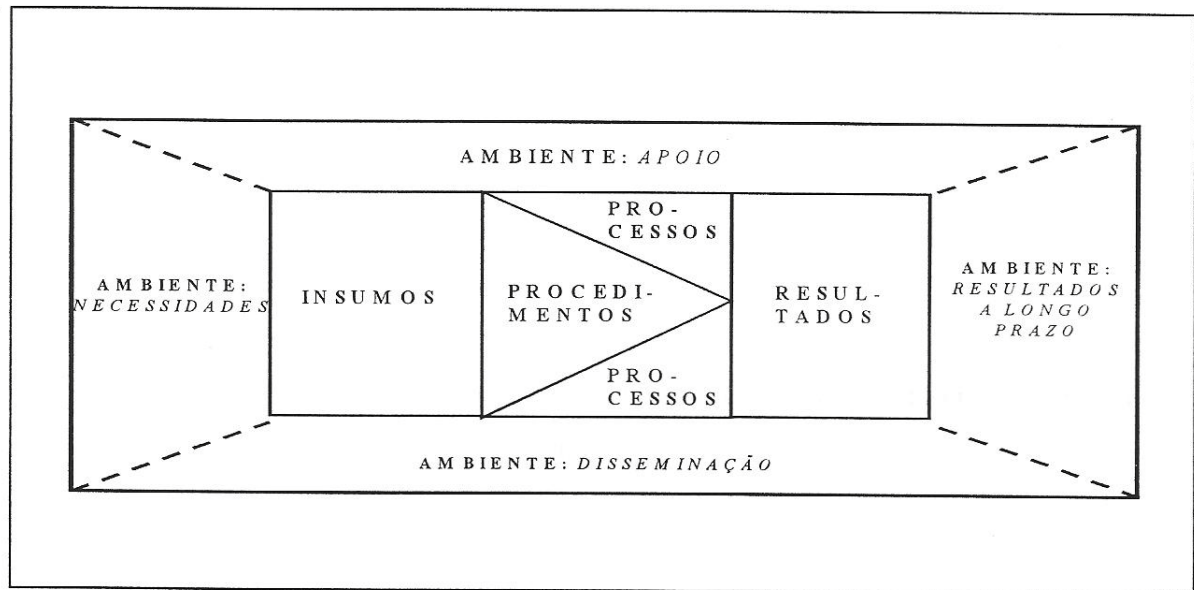 AMBIENTE: APOIO
PRO-
CESSOS
AMBIENTE:
NECESSIDADES
INSUMOS
PROCEDI-
MENTOS
RESUL-
TADOS
AMBIENTE:
RESULTADOS
A LONGO
PRAZO
PRO-
CESSOS
AMBIENTE: DISSEMINAÇÃO